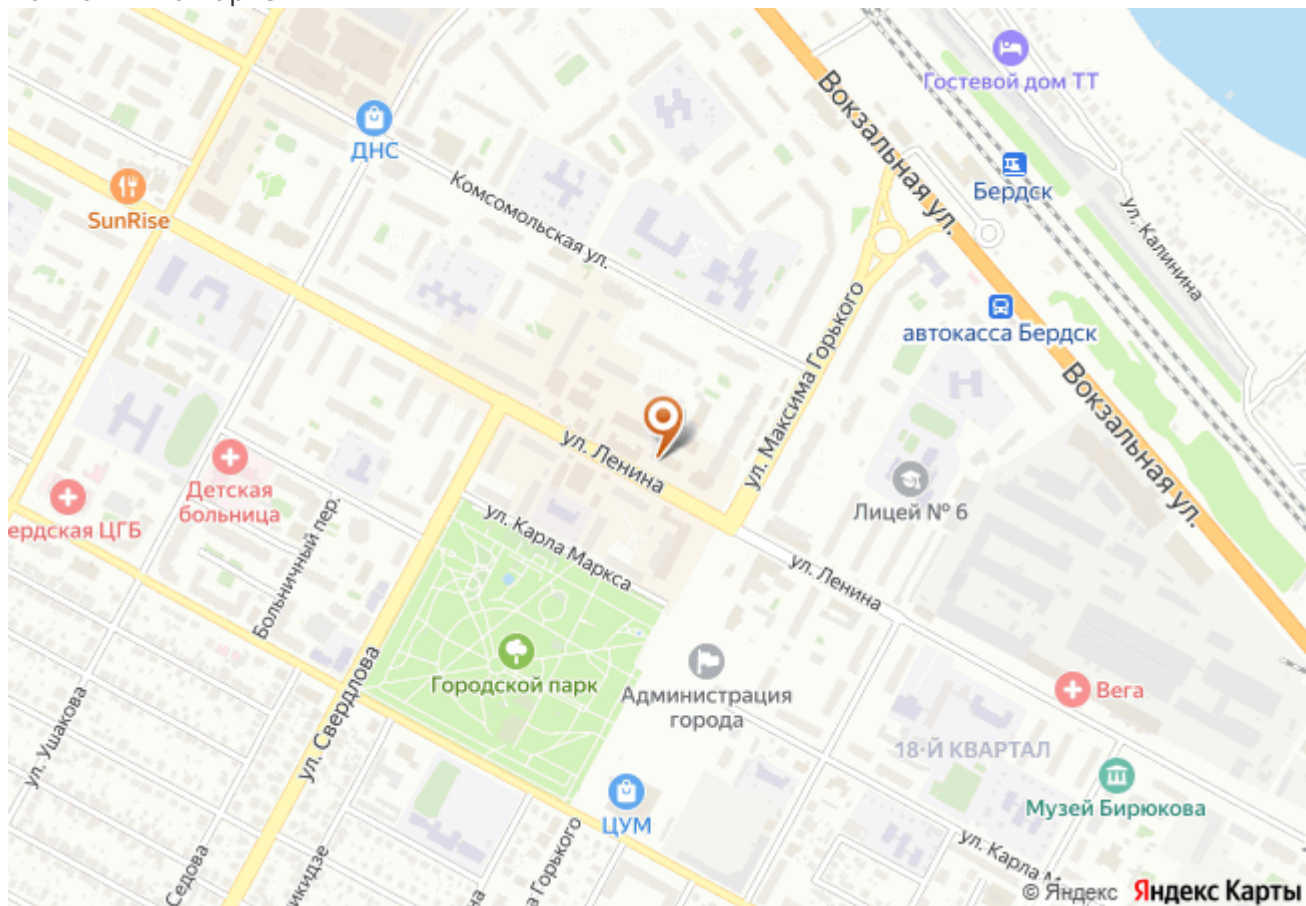 Гостевой дом ТТ
Вокзальная ул.
ДНС
Бердск
SunRise
Комсомольская ул.
ул. Калинина
автокасса Бердск
ул. Максима Горького
Вокзальная ул.
ул. Ленина
Детская
больница
Лицей № 6
ердская ЦГБ
Больничный пер.
ул. Карла Маркса
ул. Ленина
Городской парк
Администрация
города
Вега
ул. Ушакова
ул. Свердлова
18-Й КВАРТАЛ
Музей Бирюкова
ЦУМ
ул. Карла М
Седова
икидзе
а Горького
© Яндекс Яндекс Карты